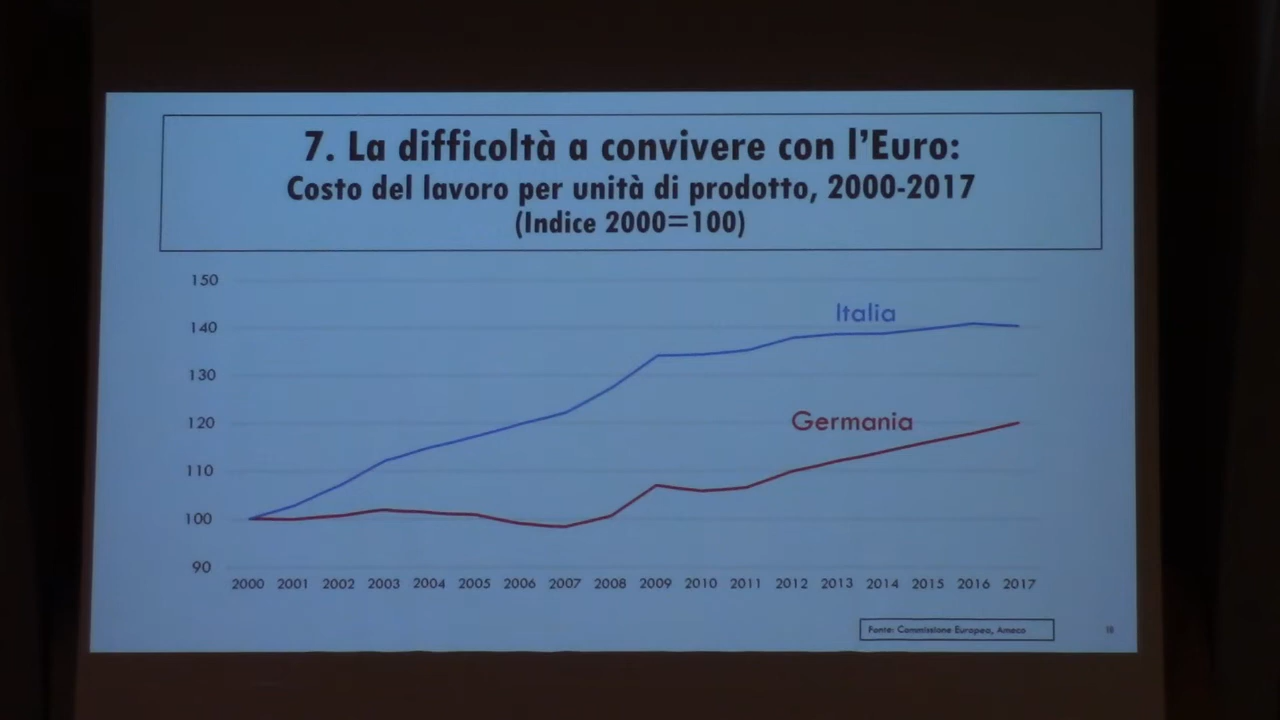 7. La difficoltà a convivere con l'Euro:
Costo del lavoro per unità di prodotto, 2000-2017
(Indice 2000=100)
150
140
130
120
110
100
90
Italia
Germania
2000 2001 2002 2003 2004 2005 2006 2007 2008 2009 2010 2011 2012 2013 2014 2015 2016 2017
Fonte: Commissione Europea, Ameco
18